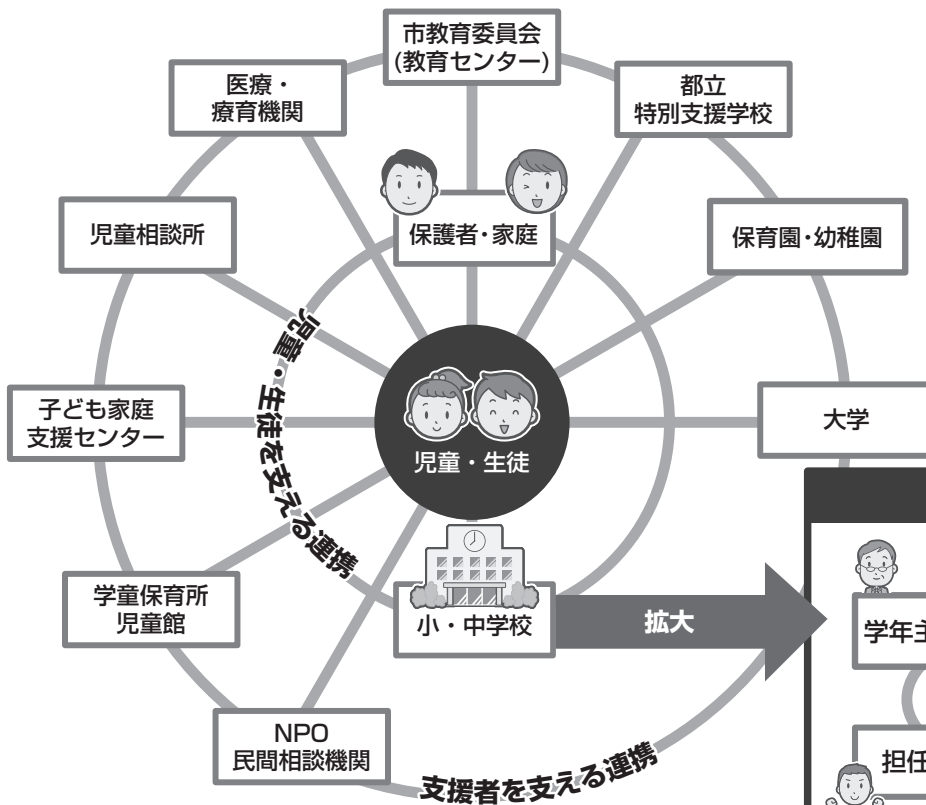 市教育委員会
(教育センター)
医療・
療育機関
都立
特別支援学校
児童相談所
保護者・家庭
保育園・幼稚園
児童・生徒を支える連携
子ども家庭
支援センター
児童・生徒
大学
学童保育所
児童館
小・中学校
拡大
学年主
担任
NPO
民間相談機関
支援者を支える連携